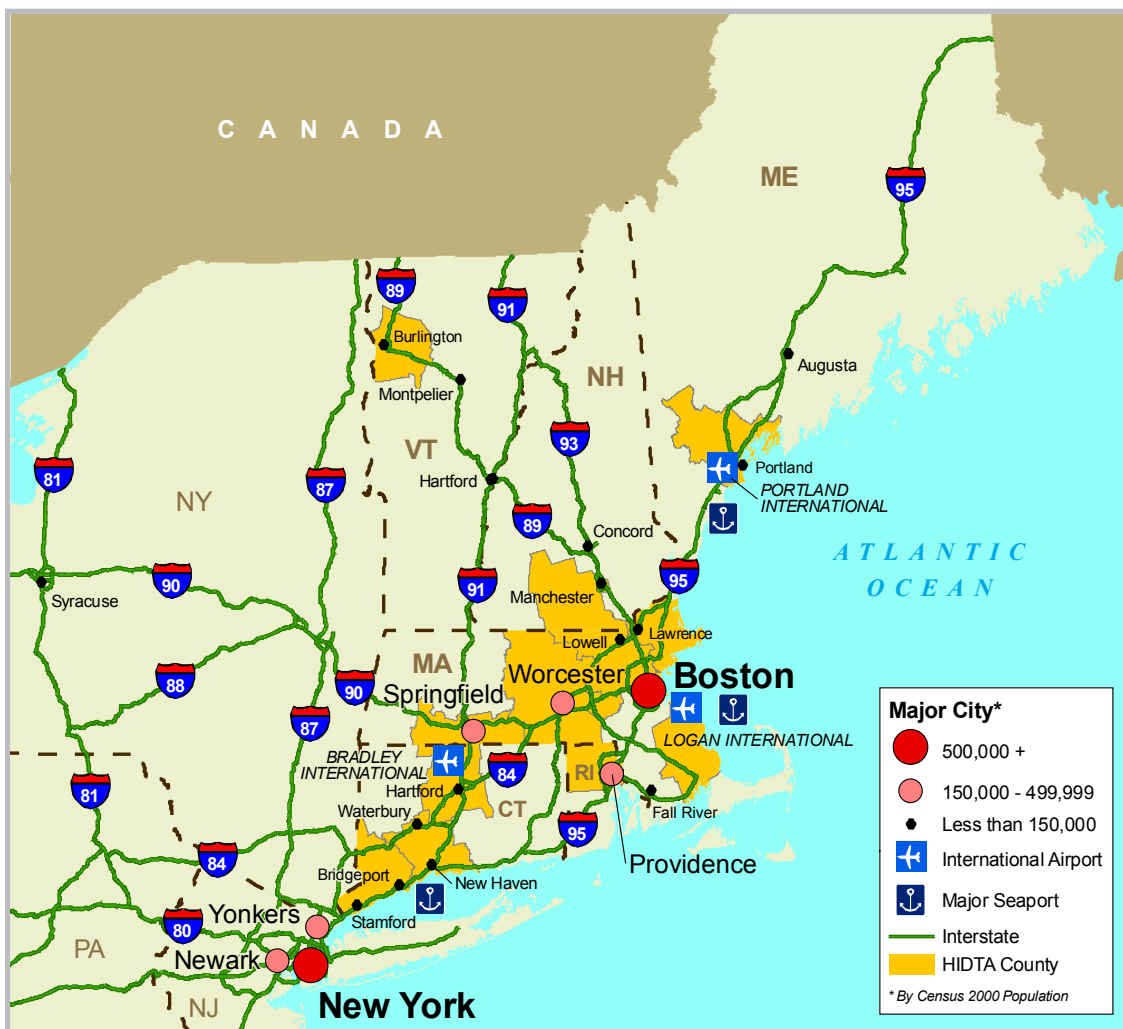 C A N A D A
ME
95
89
91
Burlington
NH
Augusta
Montpelier
VT
93
81
87
Hartford
Portland
PORTLAND
INTERNATIONAL
NY
89
Concord
ATLANTIC
OCEAN
90
91
95
Syracuse
Manchester
Lawrence
Lowell
MA
Worcester
Boston
88
90
Springfield
87
LOGAN INTERNATIONAL
BRADLEY
INTERNATIONAL
84
RI
81
Hartford
CT
Fall River
Waterbury
95
84
Providence
Bridgeport
New Haven
Stamford
Yonkers
80
PA
Newark
NJ
New York
Major City*
500,000 +
150,000 - 499,999
Less than 150,000
International Airport
Major Seaport
Interstate
HIDTA County
* By Census 2000 Population